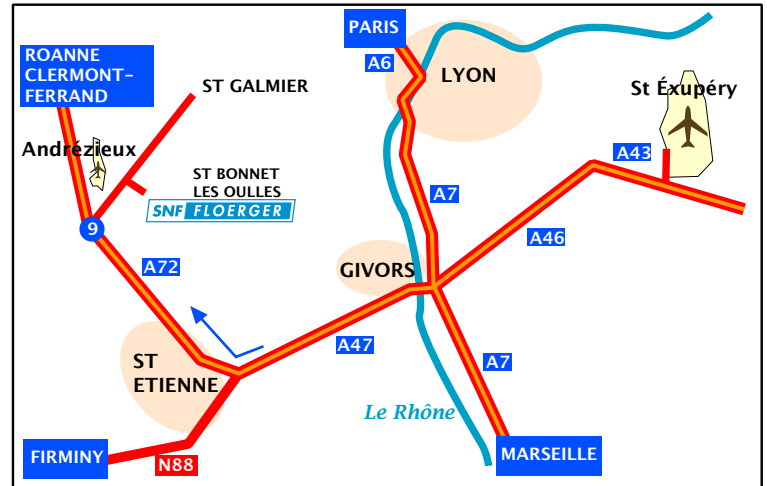 PARIS
ROANNE
CLERMONT-
FERRAND
A6
LYON
ST GALMIER
St Éxupéry
Andrézieux
A43
ST BONNET
LES OULLES
SNF FLOERGER
A7
9
A46
A72
GIVORS
A47
ST
ETIENNE
A7
Le Rhône
FIRMINY
N88
MARSEILLE